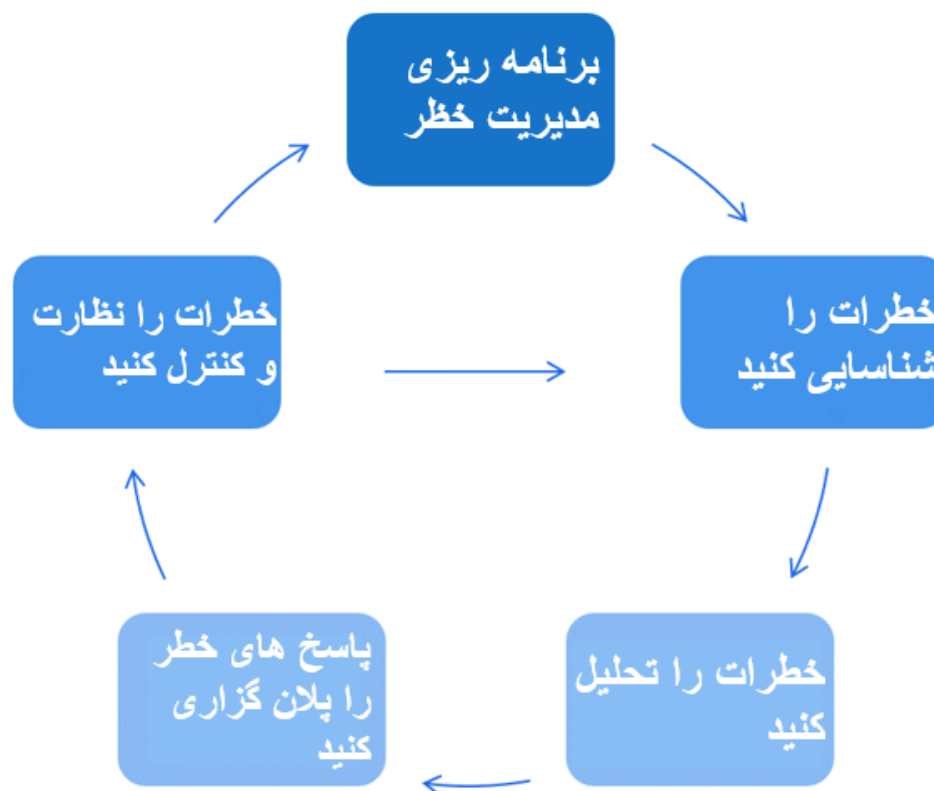 برنامه ریزی
مدیریت خظر
خطرات را
شناسایی کنید
خطرات را تحلیل
کنید
پاسخ های خطر
را پلان گزاری
کنید
خطرات را نظارت
و کنترل کنید